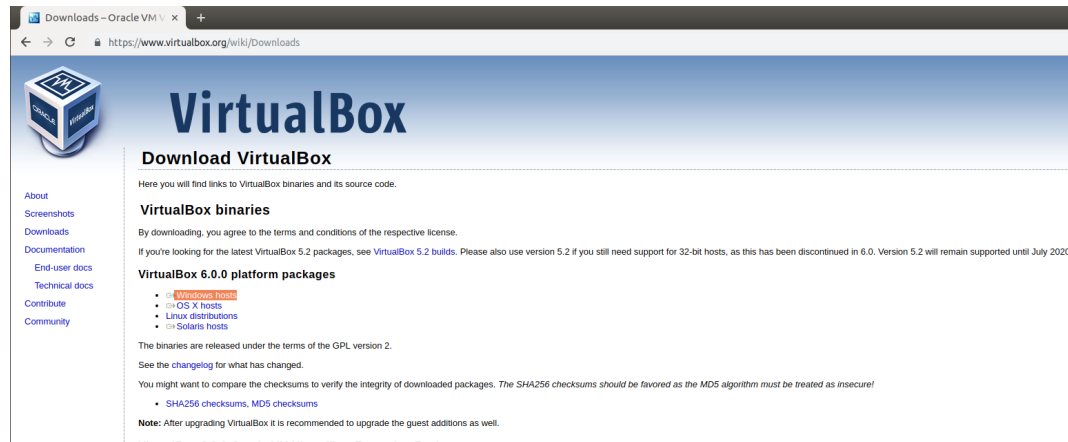 Downloads – Oracle VM V
https://www.virtualbox.org/wiki/Downloads
ORACLE
VirtualBox
VirtualBox
Download VirtualBox
Here you will find links to VirtualBox binaries and its source code.
About
Screenshots
Downloads
Documentation
End-user docs
Technical docs
Contribute
Community
VirtualBox binaries
By downloading, you agree to the terms and conditions of the respective license.
If you're looking for the latest VirtualBox 5.2 packages, see VirtualBox 5.2 builds. Please also use version 5.2 if you still need support for 32-bit hosts, as this has been discontinued in 6.0. Version 5.2 will remain supported until July 2020
VirtualBox 6.0.0 platform packages
• Windows hosts
• OS X hosts
• Linux distributions
• Solaris hosts
The binaries are released under the terms of the GPL version 2.
See the changelog for what has changed.
You might want to compare the checksums to verify the integrity of downloaded packages. The SHA256 checksums should be favored as the MD5 algorithm must be treated as insecure!
• SHA256 checksums, MD5 checksums
Note: After upgrading VirtualBox it is recommended to upgrade the guest additions as well.